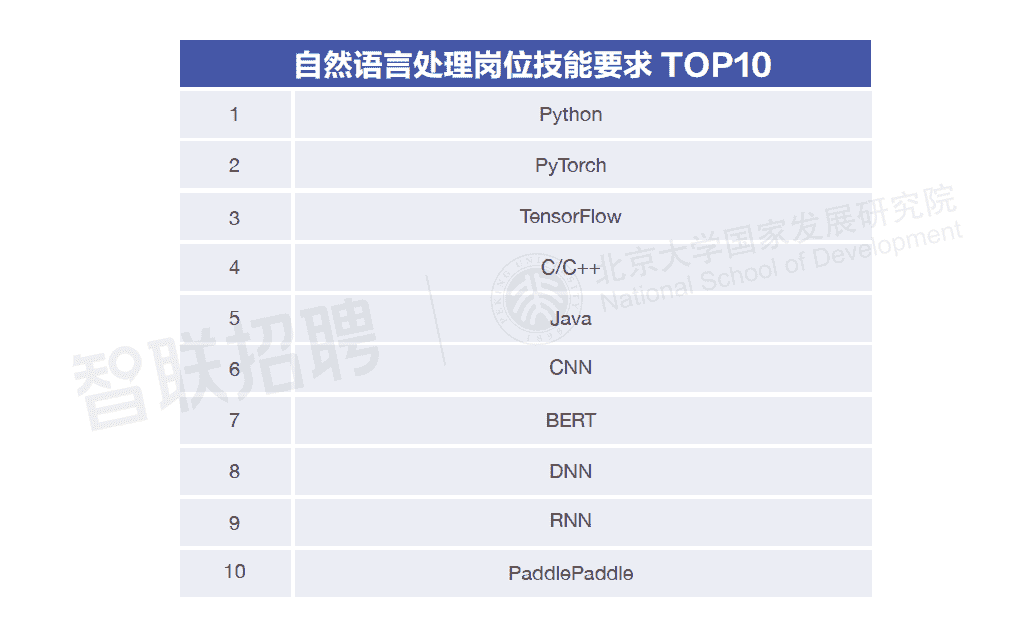 自然语言处理岗位技能要求 TOP10
1 Python
2 PyTorch
3 TensorFlow
4 C/C++
5 Java
6 CNN
7 BERT
8 DNN
9 RNN
10 PaddlePaddle
智联招聘
北京大学国家发展研究院
National School of Development